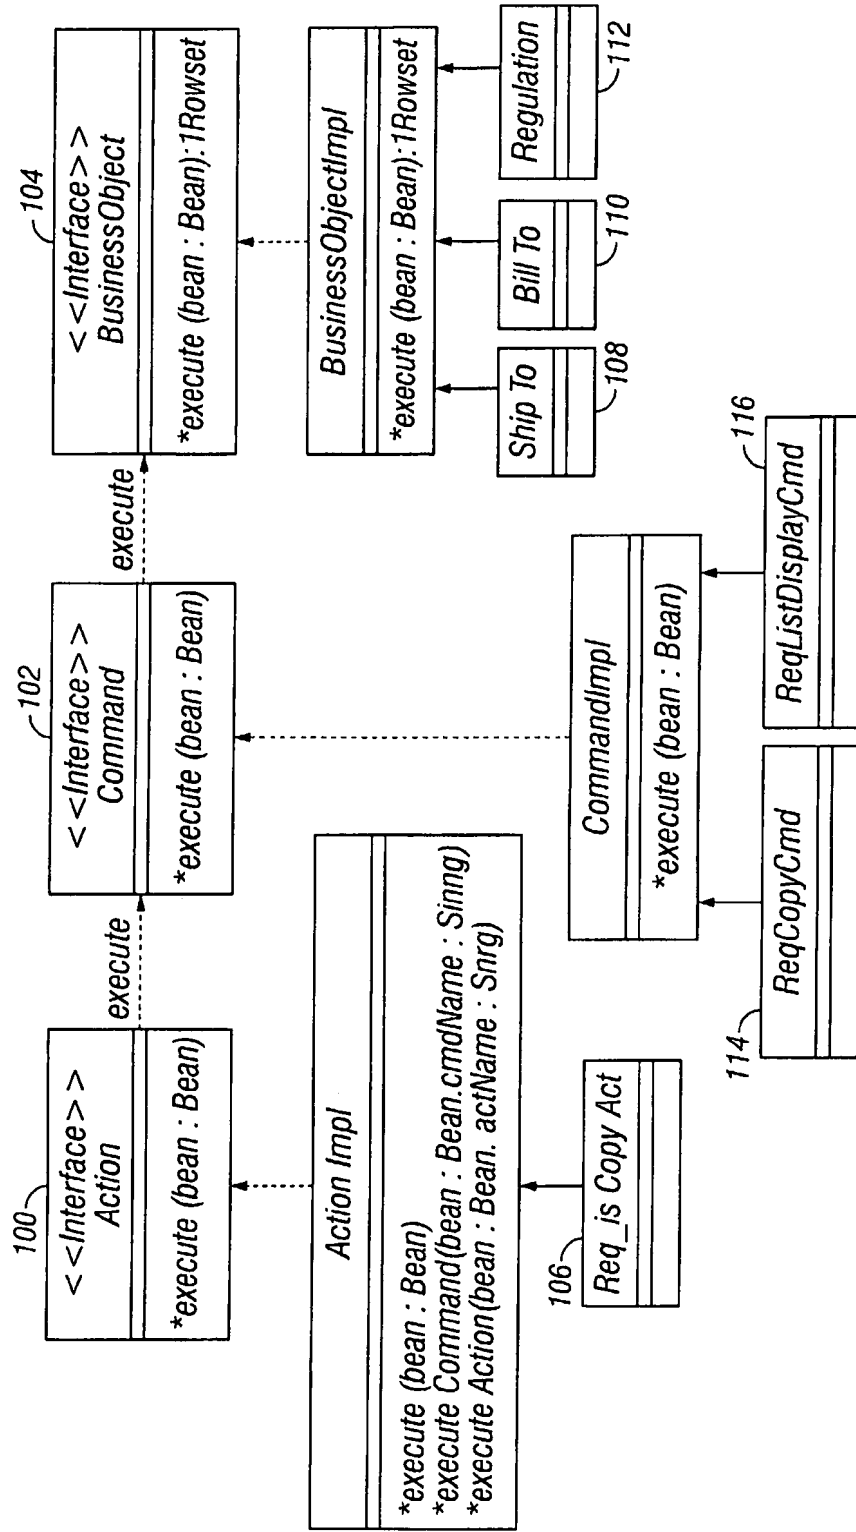 100
<<Interface>>
Action
*execute (bean : Bean)
execute
102
<<Interface>>
Command
*execute (bean : Bean)
execute
104
<<Interface>>
BusinessObject
*execute (bean : Bean):1Rowset
Action Impl
*execute (bean : Bean)
*execute Command(bean : Bean.cmdName : Sinng)
*execute Action(bean : Bean. actName : Snrg)
BusinessObjectImpl
*execute (bean : Bean):1Rowset
106
Req_is Copy Act
CommandImpl
*execute (bean : Bean)
Ship To
108
Bill To
110
Regulation
112
114
ReqCopyCmd
ReqListDisplayCmd
116